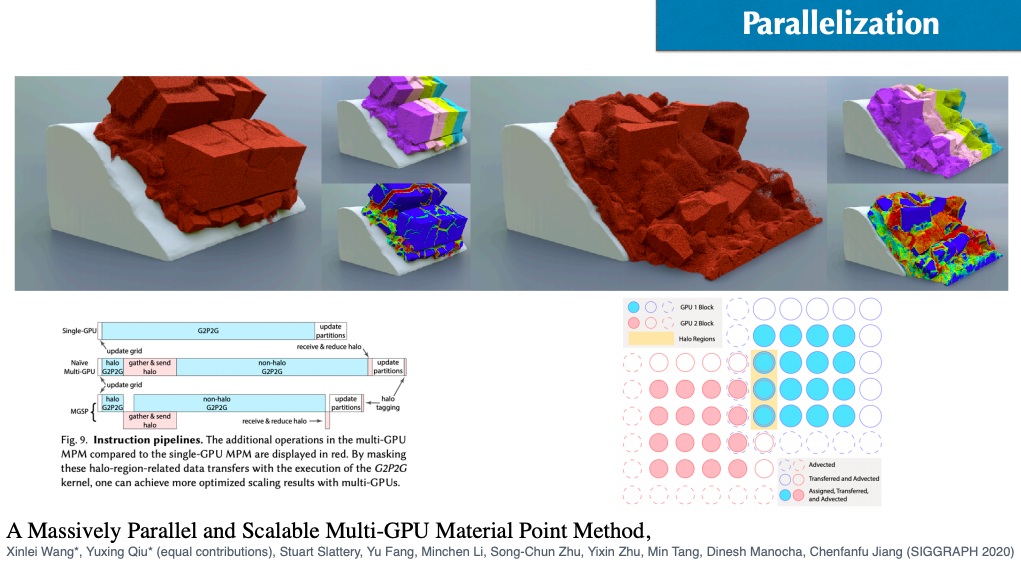 Parallelization
Single-GPU
G2P2G
update
partitions
update grid
receive & reduce halo
Naïve
Multi-GPU
halo
G2P2G
gather & send
halo
non-halo
G2P2G
update
partitions
update grid
halo
tagging
MGSP
halo
G2P2G
non-halo
G2P2G
update
partitions
gather & send
halo
receive & reduce halo
Fig. 9. Instruction pipelines. The additional operations in the multi-GPU
MPM compared to the single-GPU MPM are displayed in red. By masking
these halo-region-related data transfers with the execution of the G2P2G
kernel, one can achieve more optimized scaling results with multi-GPUs.
GPU 1 Block
GPU 2 Block
Halo Regions
Advected
Transferred and Advected
Assigned, Transferred,
and Advected
A Massively Parallel and Scalable Multi-GPU Material Point Method,
Xinlei Wang*, Yuxing Qiu* (equal contributions), Stuart Slattery, Yu Fang, Minchen Li, Song-Chun Zhu, Yixin Zhu, Min Tang, Dinesh Manocha, Chenfanfu Jiang (SIGGRAPH 2020)